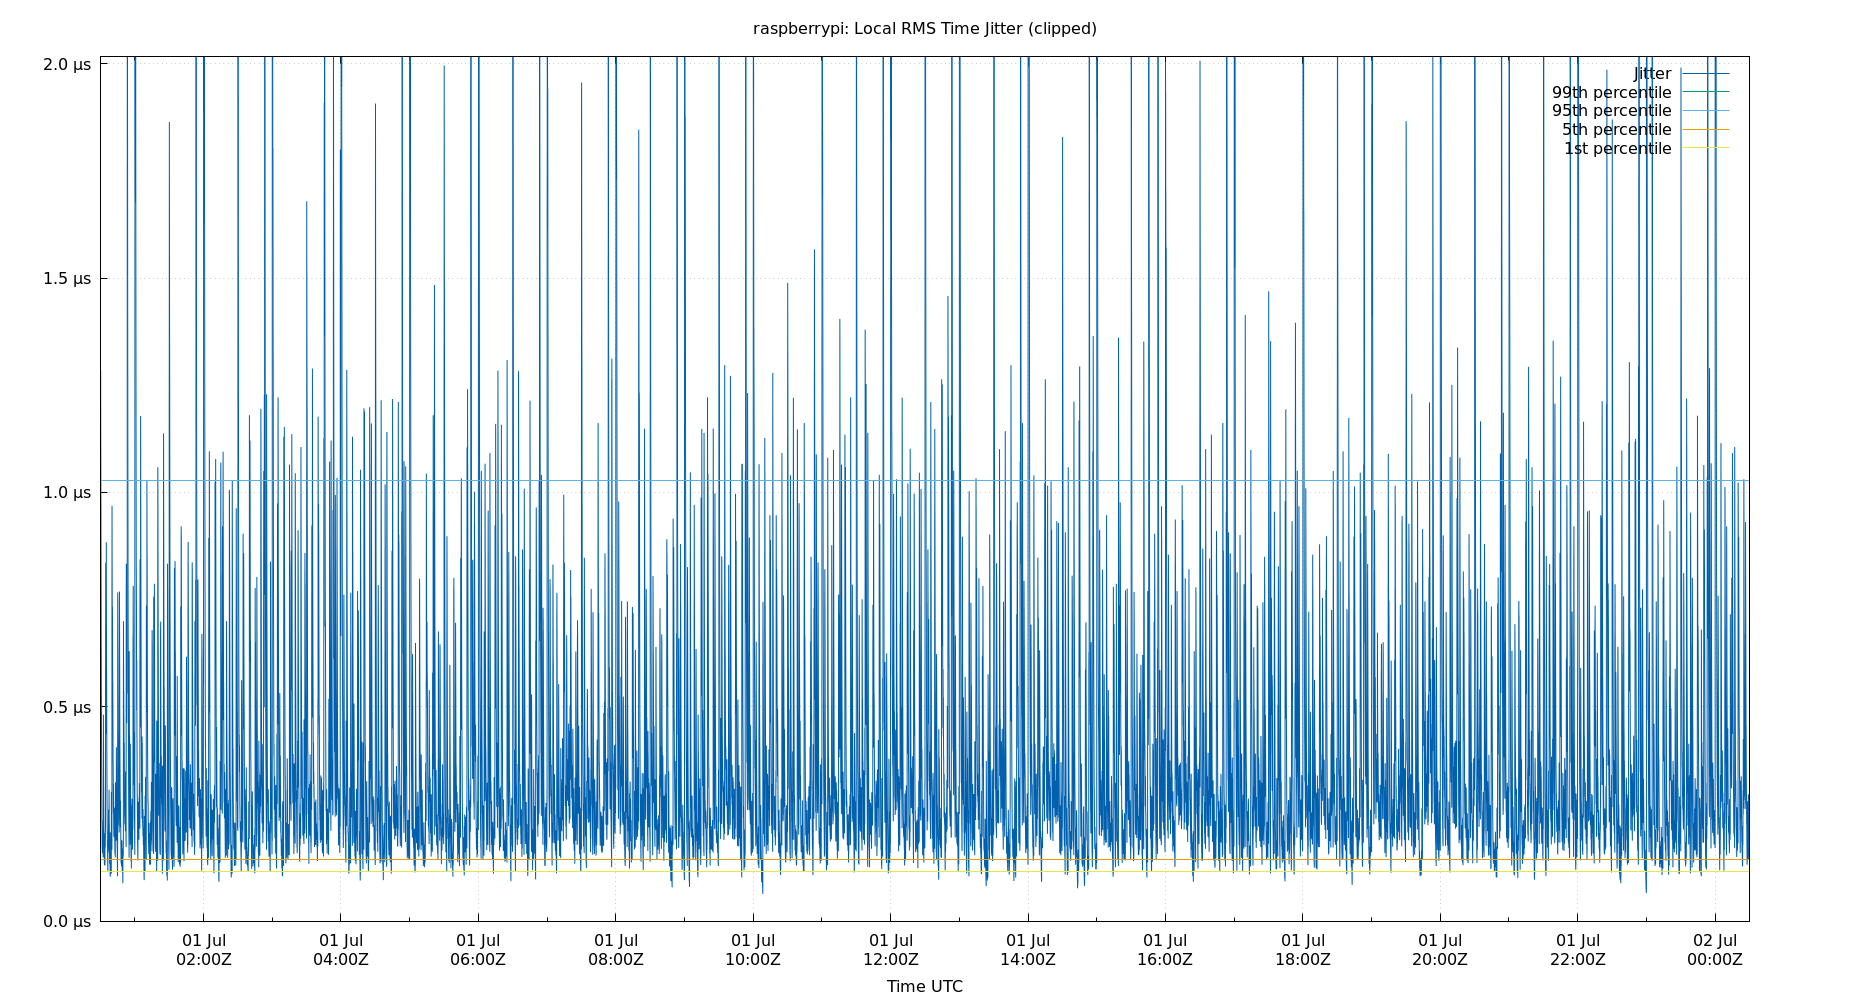 raspberrypi: Local RMS Time Jitter (clipped)
2.0 µs
1.5 µs
1.0 µs
0.5 µs
0.0 µs
Jitter
99th percentile
95th percentile
5th percentile
1st percentile
01 Jul 01 Jul 01 Jul 01 Jul 01 Jul 01 Jul 01 Jul 01 Jul 01 Jul 01 Jul 01 Jul 02 Jul
02:00Z 04:00Z 06:00Z 08:00Z 10:00Z 12:00Z 14:00Z 16:00Z 18:00Z 20:00Z 22:00Z 00:00Z
Time UTC